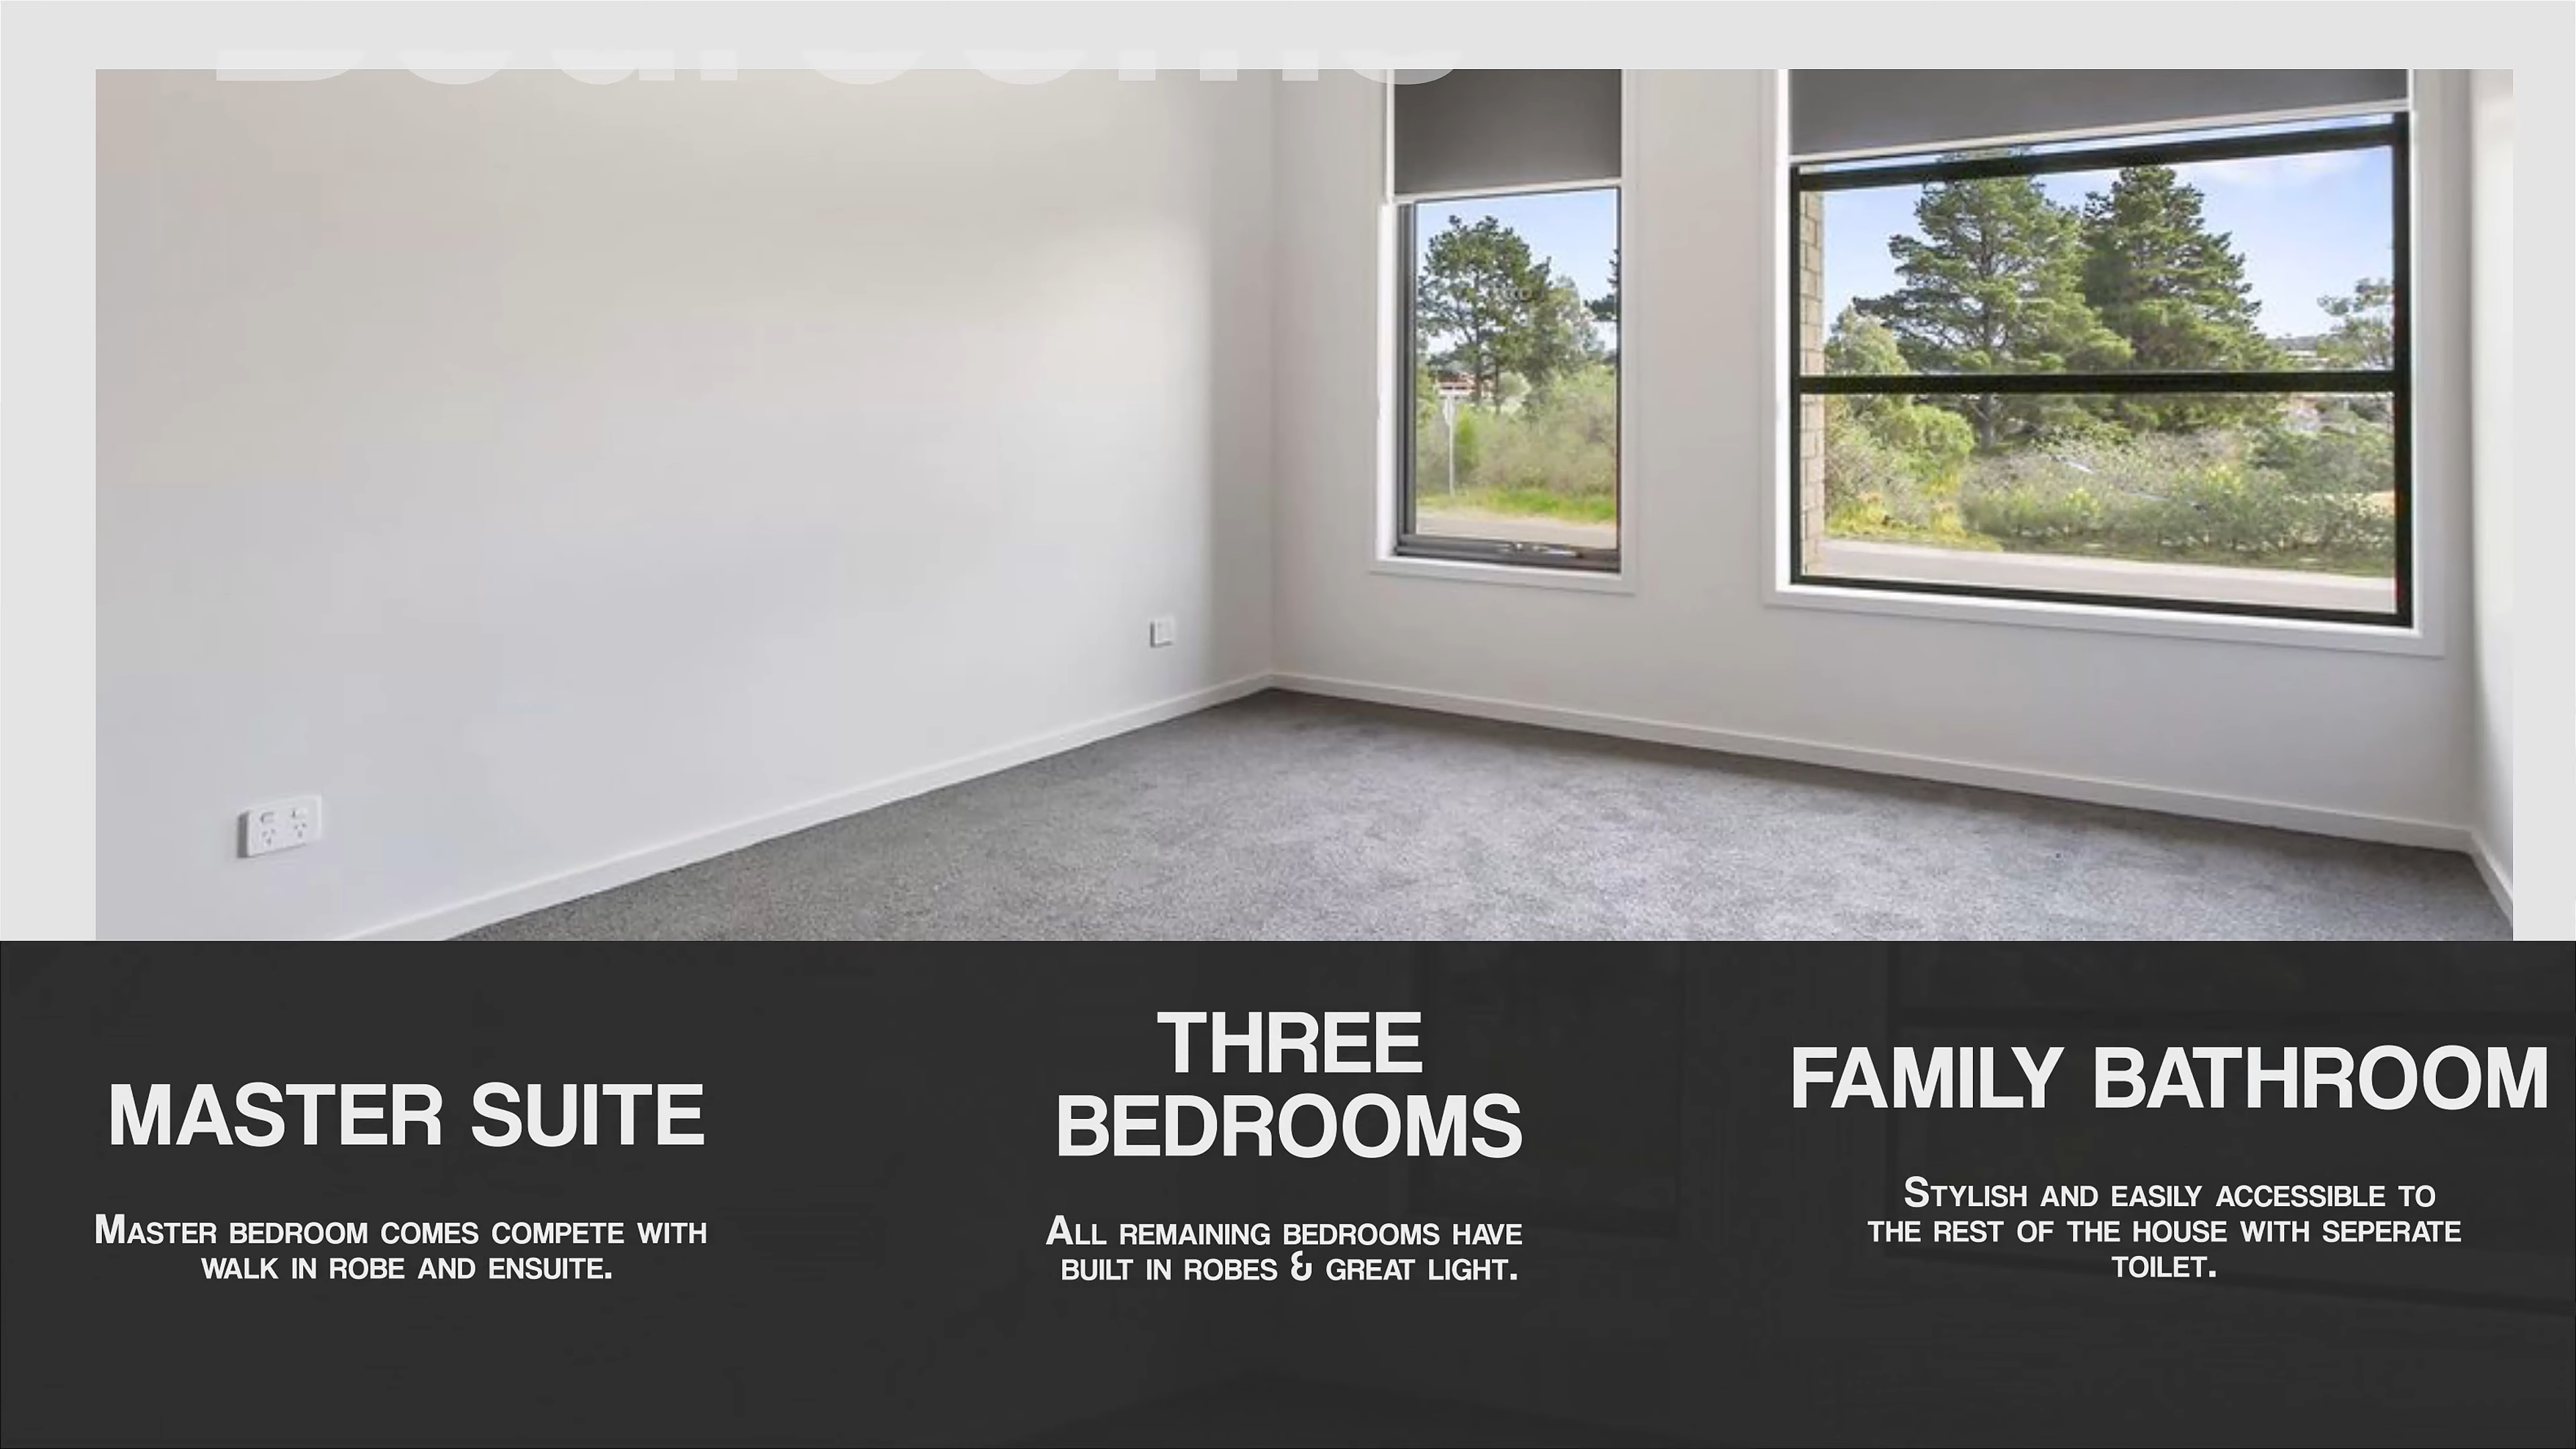 Bedrooms
MASTER SUITE
MASTER BEDROOM COMES COMPETE WITH
WALK IN ROBE AND ENSUITE.
THREE
BEDROOMS
ALL REMAINING BEDROOMS HAVE
BUILT IN ROBES & GREAT LIGHT.
FAMILY BATHROOM
STYLISH AND EASILY ACCESSIBLE TO
THE REST OF THE HOUSE WITH SEPERATE
TOILET.